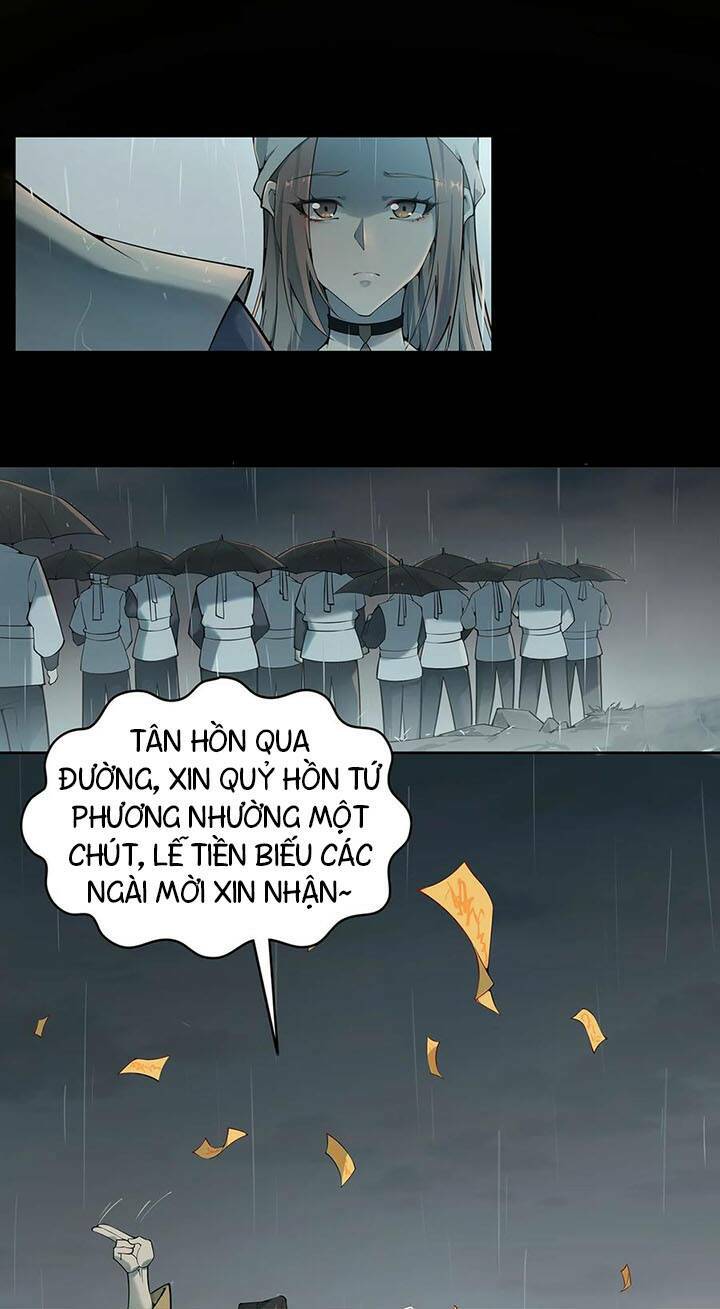 TÂN HỒN QUA
ĐƯỜNG, XIN QUỶ HỒN TỨ
PHƯƠNG NHƯỜNG MỘT
CHÚT, LỄ TIỀN BIẾU CÁC
NGÀI MỜI XIN NHẬN~